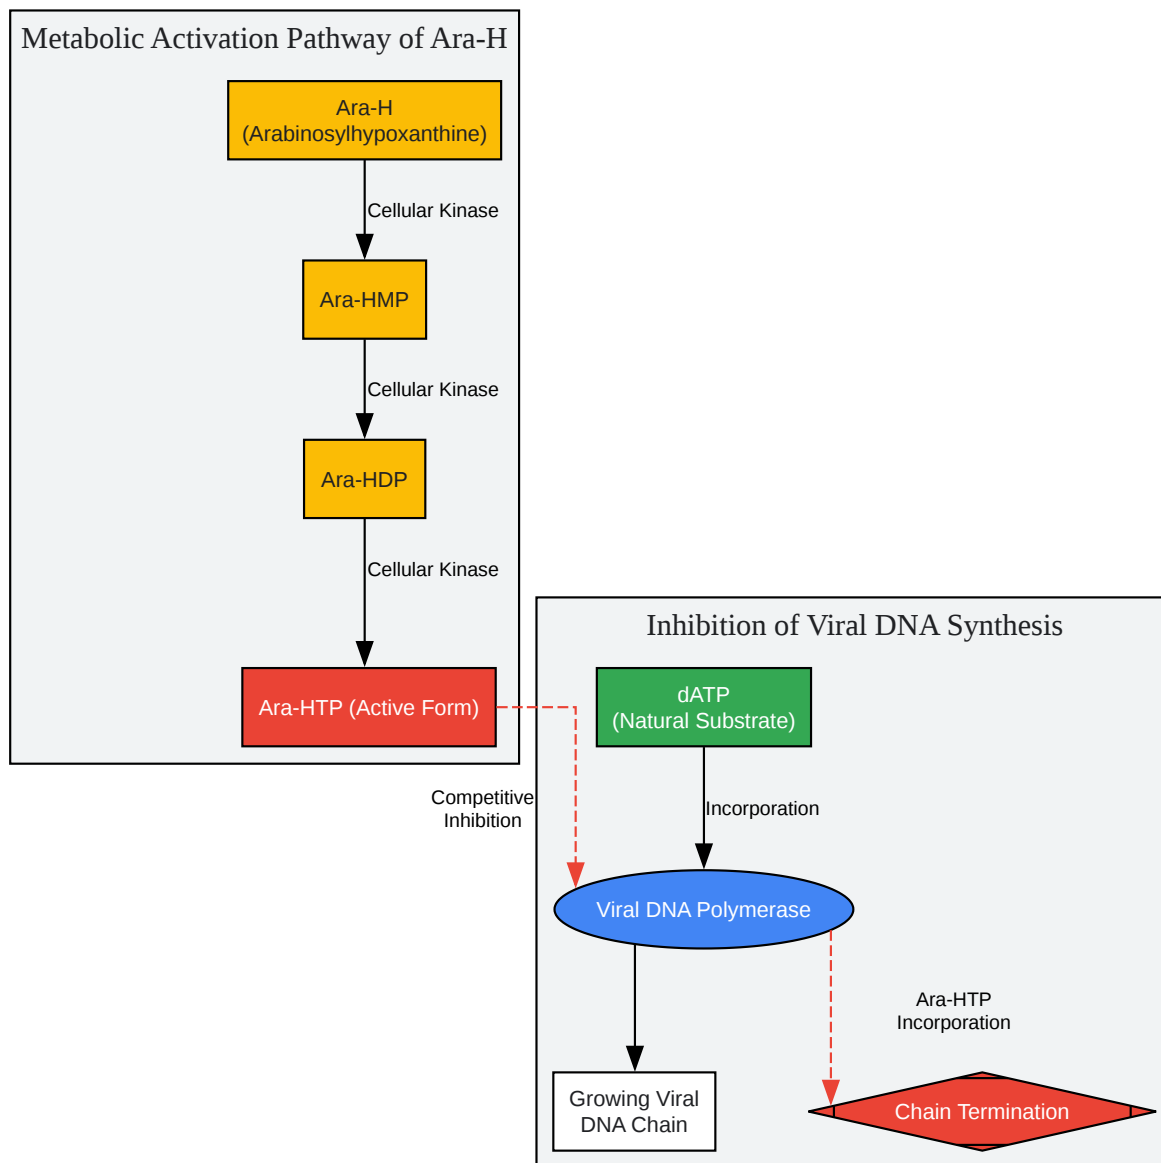 Metabolic Activation Pathway of Ara-H
Ara-H
(Arabinosylhypoxanthine)
Cellular Kinase
Ara-HMP
Cellular Kinase
Ara-HDP
Cellular Kinase
Ara-HTP (Active Form)
Inhibition of Viral DNA Synthesis
dATP
(Natural Substrate)
Competitive
Inhibition
Incorporation
Viral DNA Polymerase
Ara-HTP
Incorporation
Growing Viral
DNA Chain
Chain Termination